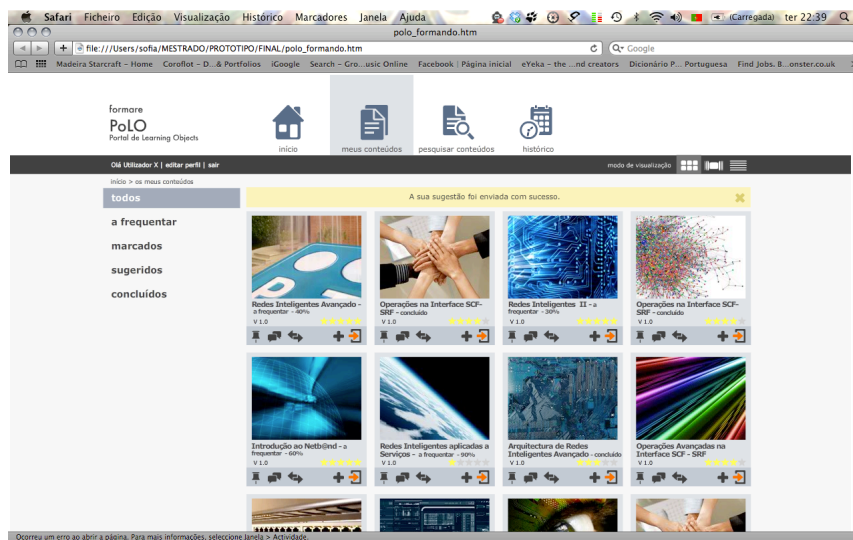 Safari Ficheiro Edição Visualização Histórico Marcadores Janela Ajuda (Carregada) ter 22:39
polo_formando.htm
file:///Users/sofia/MESTRADO/PROTOTIPO/FINAL/polo_formando.htm Google
Madeira Starcraft – Home Coroflot – D...& Portfolios iGoogle Search – Gro...usic Online Facebook | Página inicial eYeka – the ...nd creators Dicionário P... Portuguesa Find Jobs. B...onster.co.uk
formare
PoLO
Portal de Learning Objects
início meus conteúdos pesquisar conteúdos histórico
Olá Utilizador X | editar perfil | sair modo de visualização
início > os meus conteúdos
todos
A sua sugestão foi enviada com sucesso.
a frequentar
marcados
sugeridos
concluídos
Redes Inteligentes Avançado - a frequentar - 40%
V 1.0
Operações na Interface SCF-SRF - concluído
V 1.0
Redes Inteligentes II - a frequentar - 30%
V 1.0
Operações na Interface SCF-SRF - concluído
V 1.0
Introdução ao Netb@nd - a frequentar - 60%
V 1.0
Redes Inteligentes aplicadas a Serviços - a frequentar - 90%
V 1.0
Arquitectura de Redes Inteligentes Avançado - concluído
V 1.0
Operações Avançadas na Interface SCF - SRF
V 1.0
Ocorreu um erro ao abrir a página. Para mais informações, seleccione Janela > Actividade.